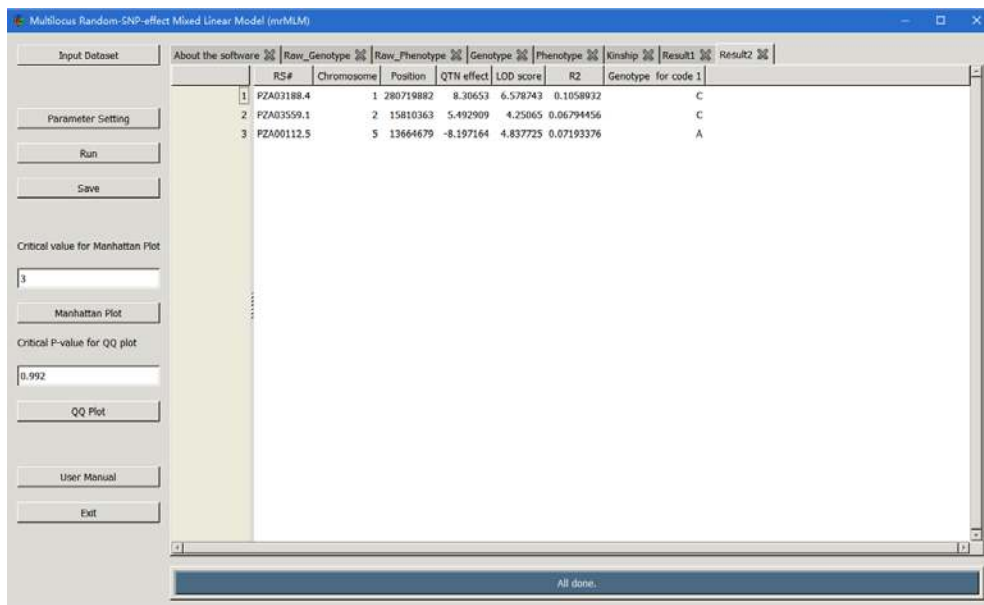 Multilocus Random-SNP-effect Mixed Linear Model (mrMLM)
Input Dataset
Parameter Setting
Run
Save
Critical value for Manhattan Plot
3
Manhattan Plot
Critical P-value for QQ plot
0.992
QQ Plot
User Manual
Exit
About the software Raw_Genotype Raw_Phenotype Genotype Phenotype Kinship Result1 Result2
RS# Chromosome Position QTN effect LOD score R2 Genotype for code 1
1 PZA03188.4 1 280719882 8.30653 6.578743 0.1058932 C
2 PZA03559.1 2 15810363 5.492909 4.25065 0.06794456 C
3 PZA00112.5 5 13664679 -8.197164 4.837725 0.07193376 A
All done.